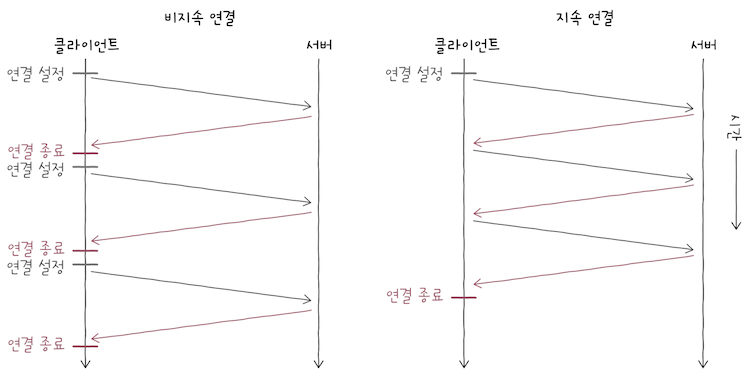 비지속 연결
클라이언트
서버
연결 설정
연결 종료
연결 설정
연결 종료
연결 설정
연결 종료
지속 연결
클라이언트
서버
연결 설정
연결 종료
시간